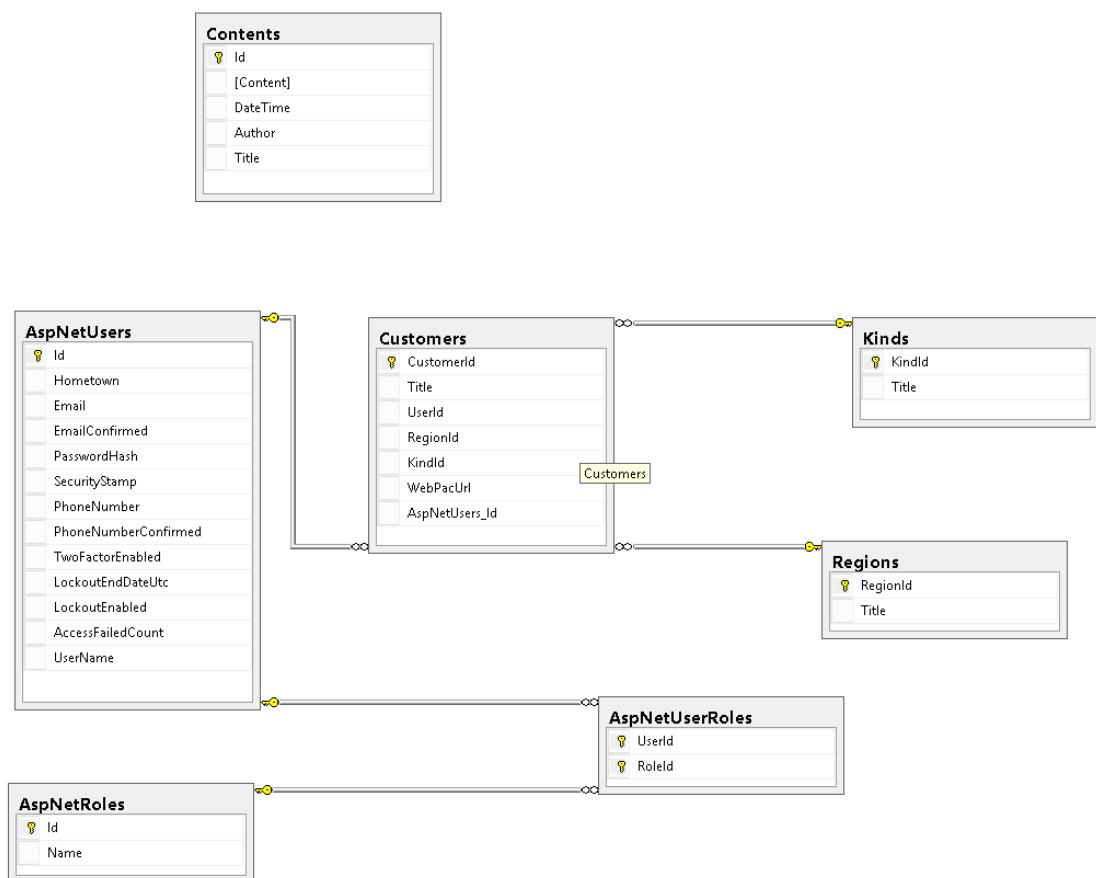 Contents
Id
[Content]
DateTime
Author
Title
AspNetUsers
Id
Hometown
Email
EmailConfirmed
PasswordHash
SecurityStamp
PhoneNumber
PhoneNumberConfirmed
TwoFactorEnabled
LockoutEndDateUtc
LockoutEnabled
AccessFailedCount
UserName
Customers
CustomerId
Title
UserId
RegionId
KindId
WebPacUrl
AspNetUsers_Id
Customers
Kinds
KindId
Title
Regions
RegionId
Title
AspNetUserRoles
UserId
RoleId
AspNetRoles
Id
Name